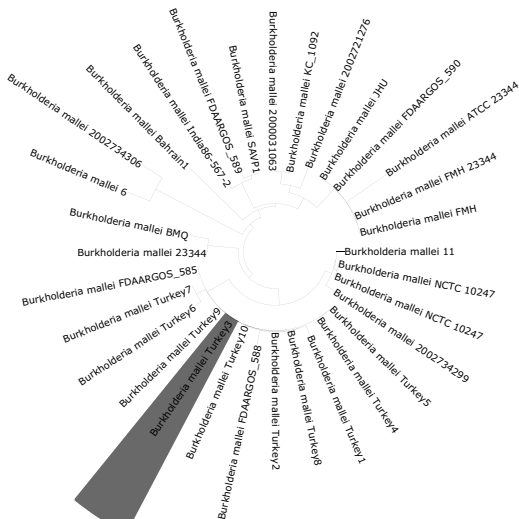 Burkholderia mallei 2000031063
Burkholderia mallei KC_1092
Burkholderia mallei 2002721276
Burkholderia mallei JHU
Burkholderia mallei FDAARGOS_590
Burkholderia mallei ATCC 23344
Burkholderia mallei FMH 23344
Burkholderia mallei FMH
Burkholderia mallei 11
Burkholderia mallei NCTC 10247
Burkholderia mallei NCTC 10247
Burkholderia mallei 2002734299
Burkholderia mallei Turkey5
Burkholderia mallei Turkey4
Burkholderia mallei Turkey1
Burkholderia mallei Turkey8
Burkholderia mallei Turkey2
Burkholderia mallei FDAARGOS_588
Burkholderia mallei Turkey10
Burkholderia mallei Turkey3
Burkholderia mallei Turkey9
Burkholderia mallei Turkey6
Burkholderia mallei Turkey7
Burkholderia mallei FDAARGOS_585
Burkholderia mallei 23344
Burkholderia mallei BMQ
Burkholderia mallei 6
Burkholderia mallei 2002734306
Burkholderia mallei Bahrain1
Burkholderia mallei India86-567-2
Burkholderia mallei FDAARGOS_589
Burkholderia mallei SAVP1